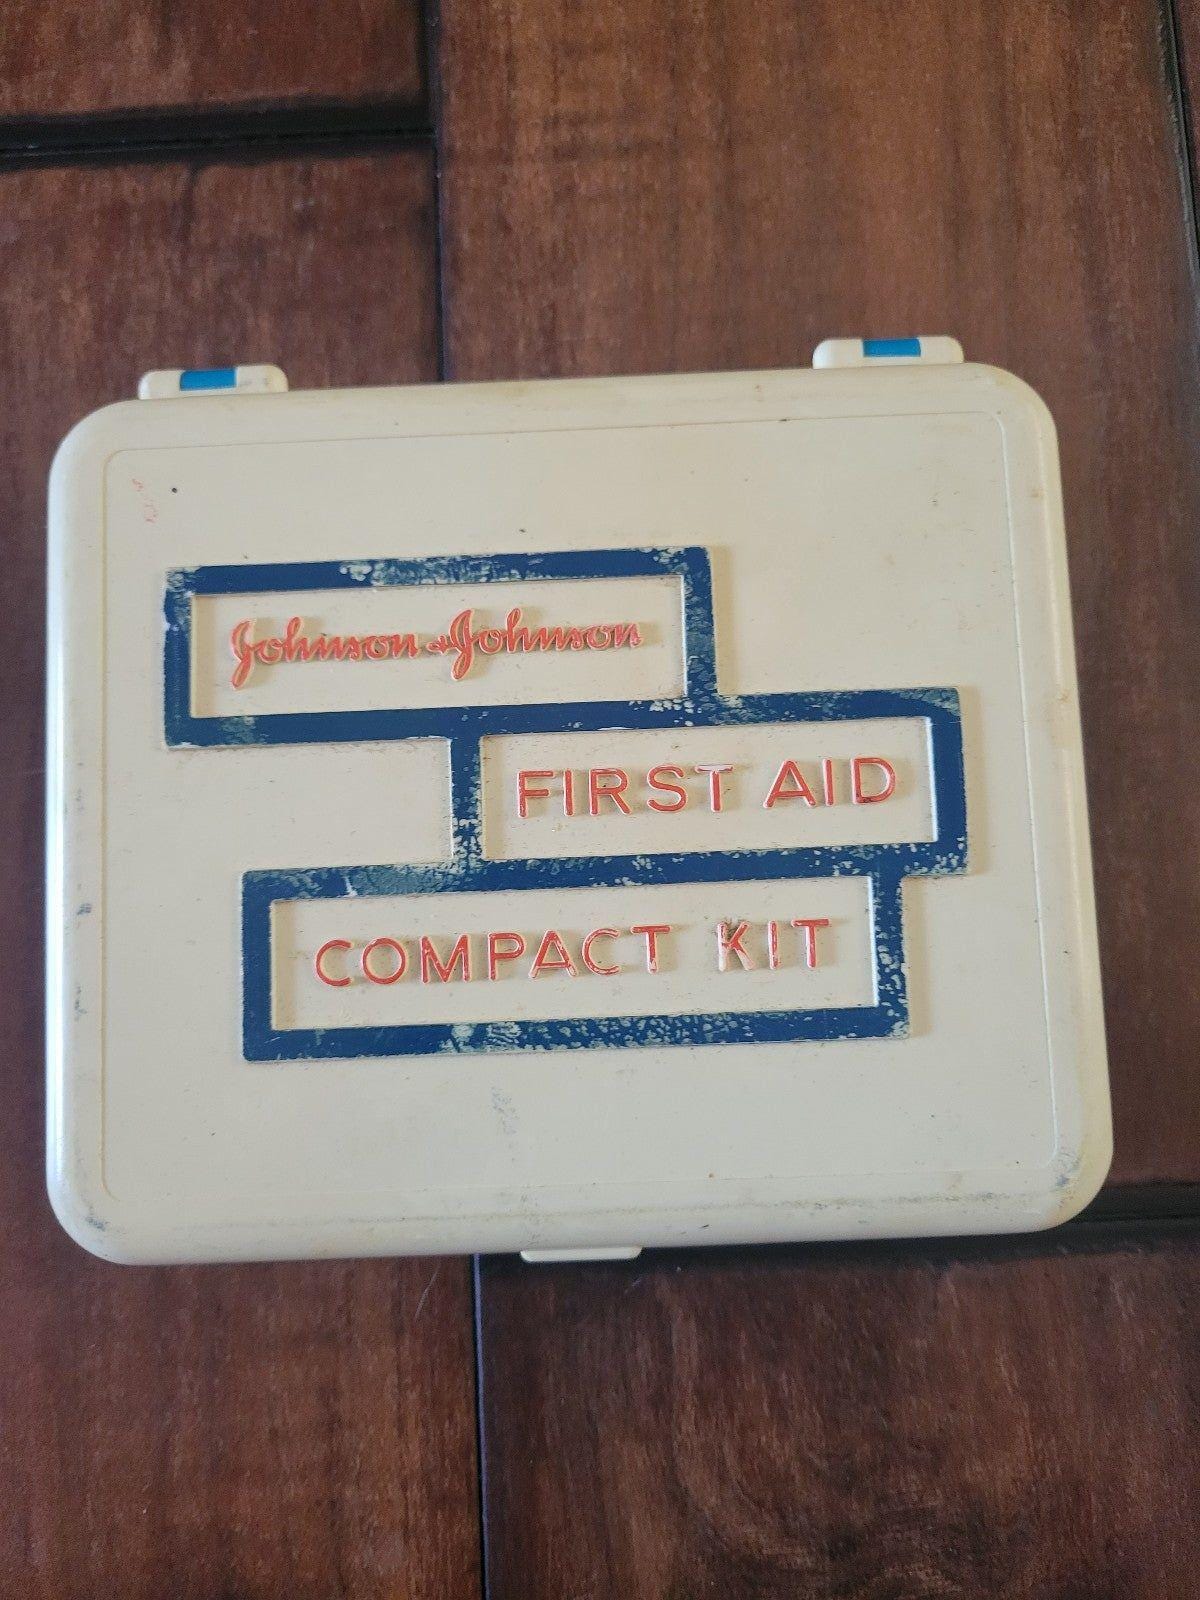 Johnson + Johnson
FIRST AID
COMPACT KIT